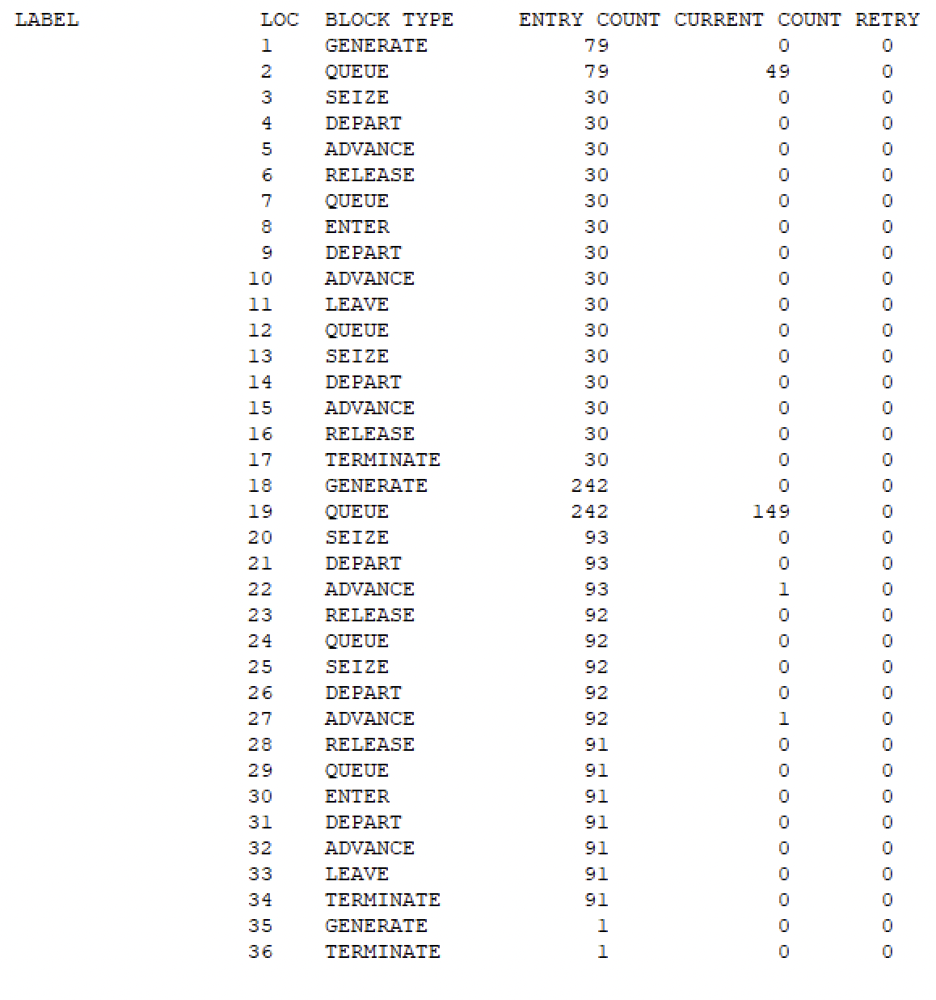 LABEL LOC BLOCK TYPE ENTRY COUNT CURRENT COUNT RETRY
1 GENERATE 79 0 0
2 QUEUE 79 49 0
3 SEIZE 30 0 0
4 DEPART 30 0 0
5 ADVANCE 30 0 0
6 RELEASE 30 0 0
7 QUEUE 30 0 0
8 ENTER 30 0 0
9 DEPART 30 0 0
10 ADVANCE 30 0 0
11 LEAVE 30 0 0
12 QUEUE 30 0 0
13 SEIZE 30 0 0
14 DEPART 30 0 0
15 ADVANCE 30 0 0
16 RELEASE 30 0 0
17 TERMINATE 30 0 0
18 GENERATE 242 0 0
19 QUEUE 242 149 0
20 SEIZE 93 0 0
21 DEPART 93 0 0
22 ADVANCE 93 1 0
23 RELEASE 92 0 0
24 QUEUE 92 0 0
25 SEIZE 92 0 0
26 DEPART 92 0 0
27 ADVANCE 92 1 0
28 RELEASE 91 0 0
29 QUEUE 91 0 0
30 ENTER 91 0 0
31 DEPART 91 0 0
32 ADVANCE 91 0 0
33 LEAVE 91 0 0
34 TERMINATE 91 0 0
35 GENERATE 1 0 0
36 TERMINATE 1 0 0